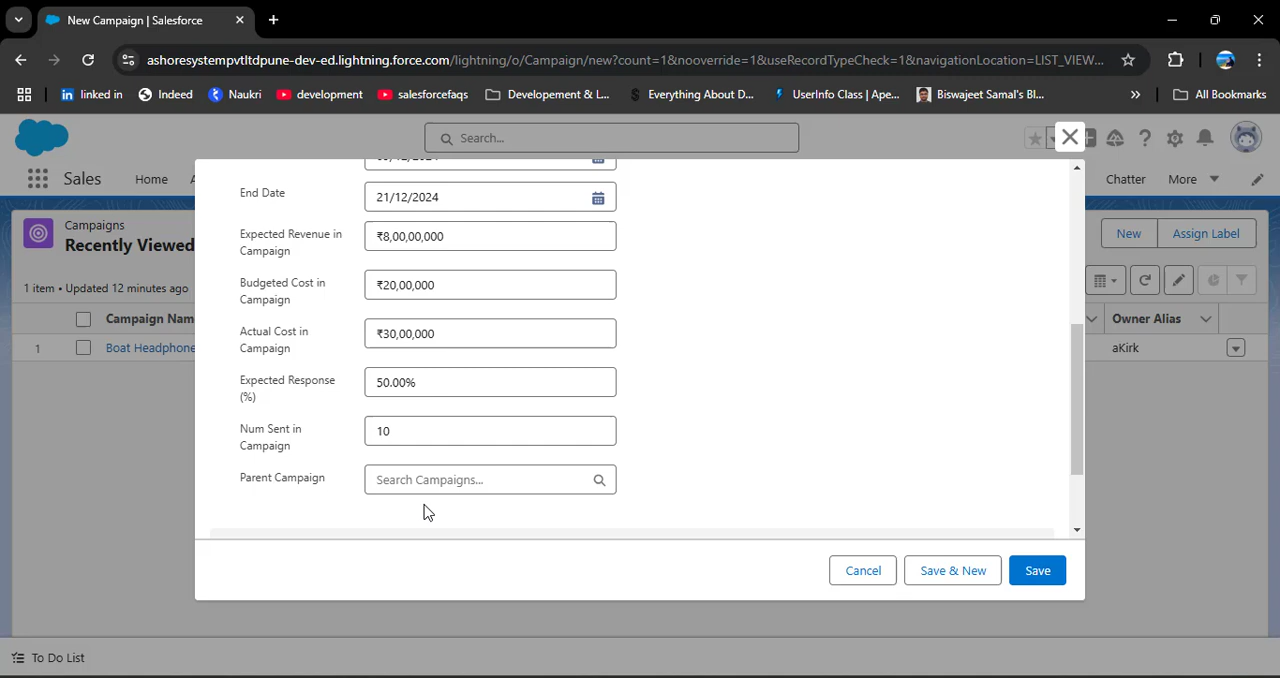 New Campaign | Salesforce
ashoresystempvtltdpune-dev-ed.lightning.force.com/lightning/o/Campaign/new?count=1&nooverride=1&useRecordTypeCheck=1&navigationLocation=LIST_VIEW...
linked in
Indeed
Naukri
development
salesforcefaqs
Developement & L...
Everything About D...
UserInfo Class | Ape...
Biswajeet Samal's Bl...
All Bookmarks
Search...
Sales
Home
Chatter
More
Campaigns
Recently Viewed
New
Assign Label
1 item • Updated 12 minutes ago
Campaign Nam
Owner Alias
1
Boat Headphone
aKirk
End Date
21/12/2024
Expected Revenue in Campaign
₹8,00,00,000
Budgeted Cost in Campaign
₹20,00,000
Actual Cost in Campaign
₹30,00,000
Expected Response (%)
50.00%
Num Sent in Campaign
10
Parent Campaign
Search Campaigns...
Cancel
Save & New
Save
To Do List